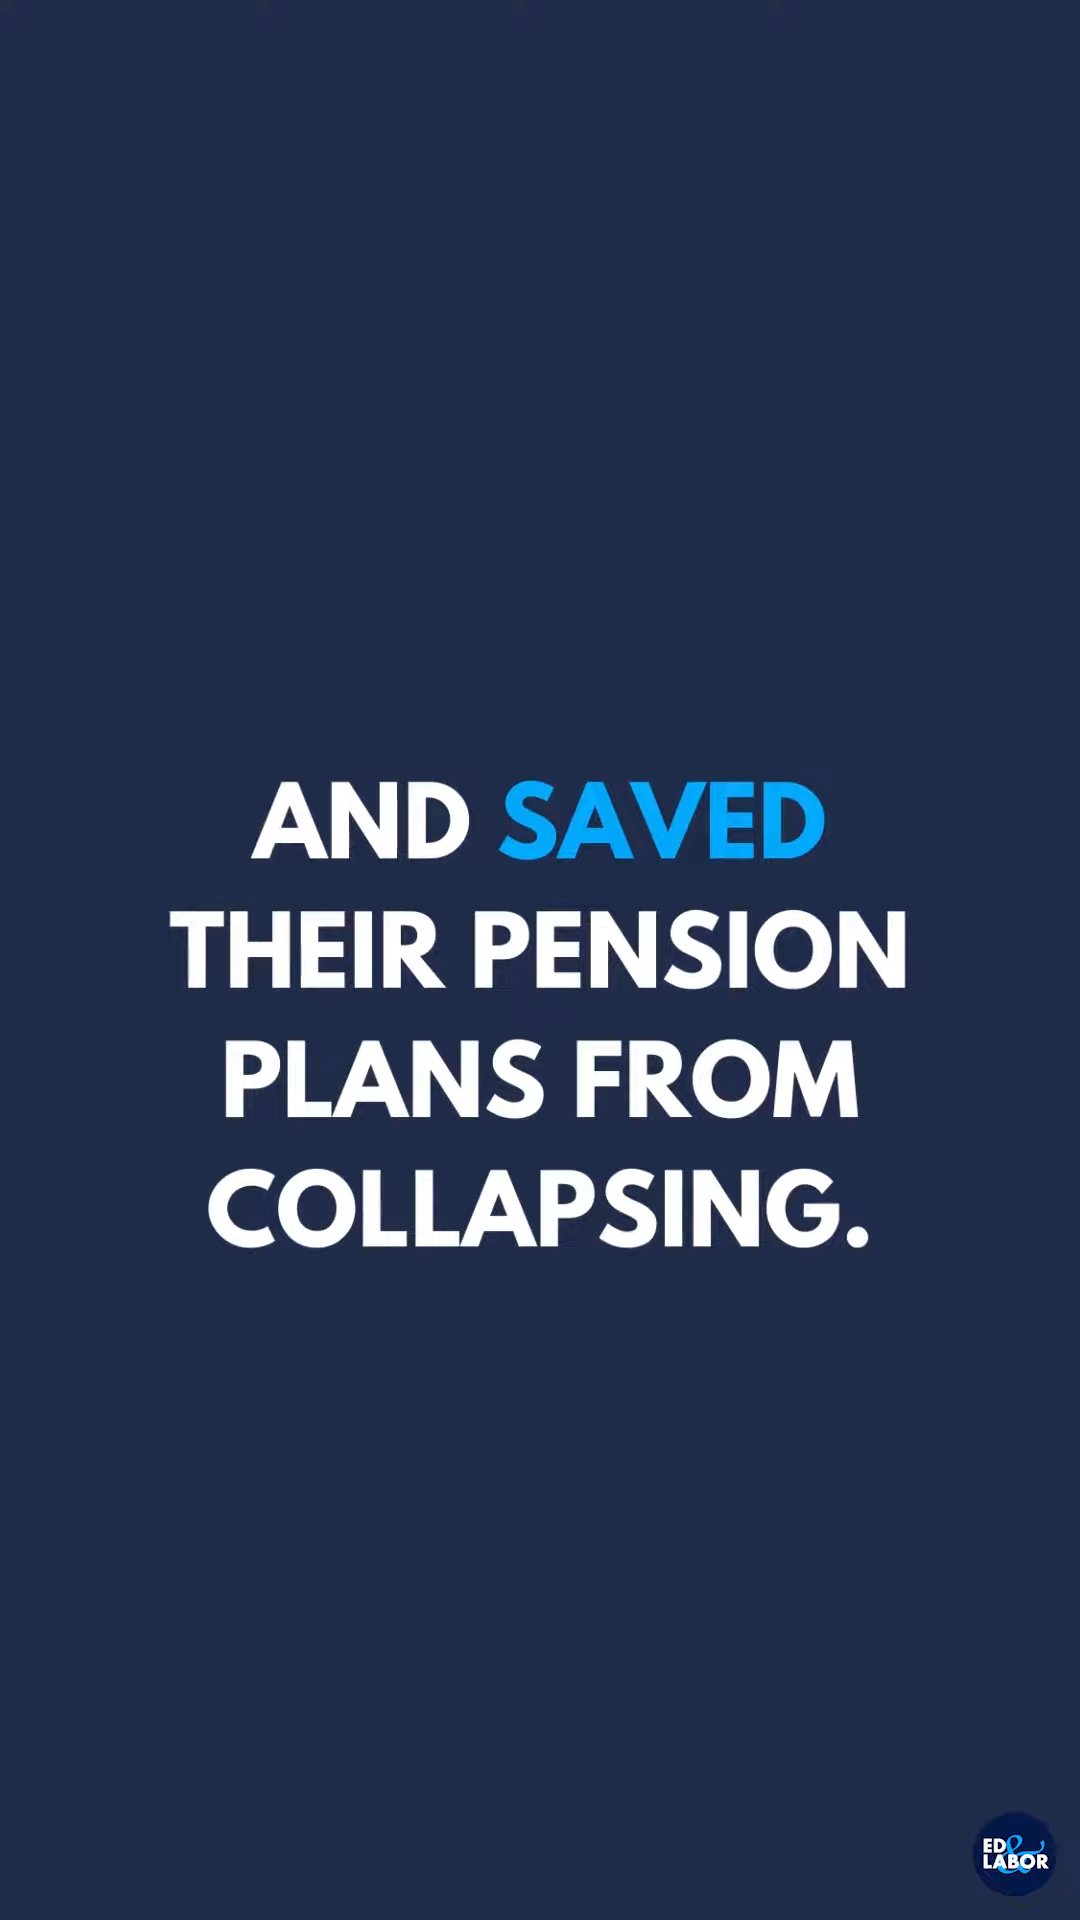 AND SAVED
THEIR PENSION
PLANS FROM
COLLAPSING.
ED &
LABOR